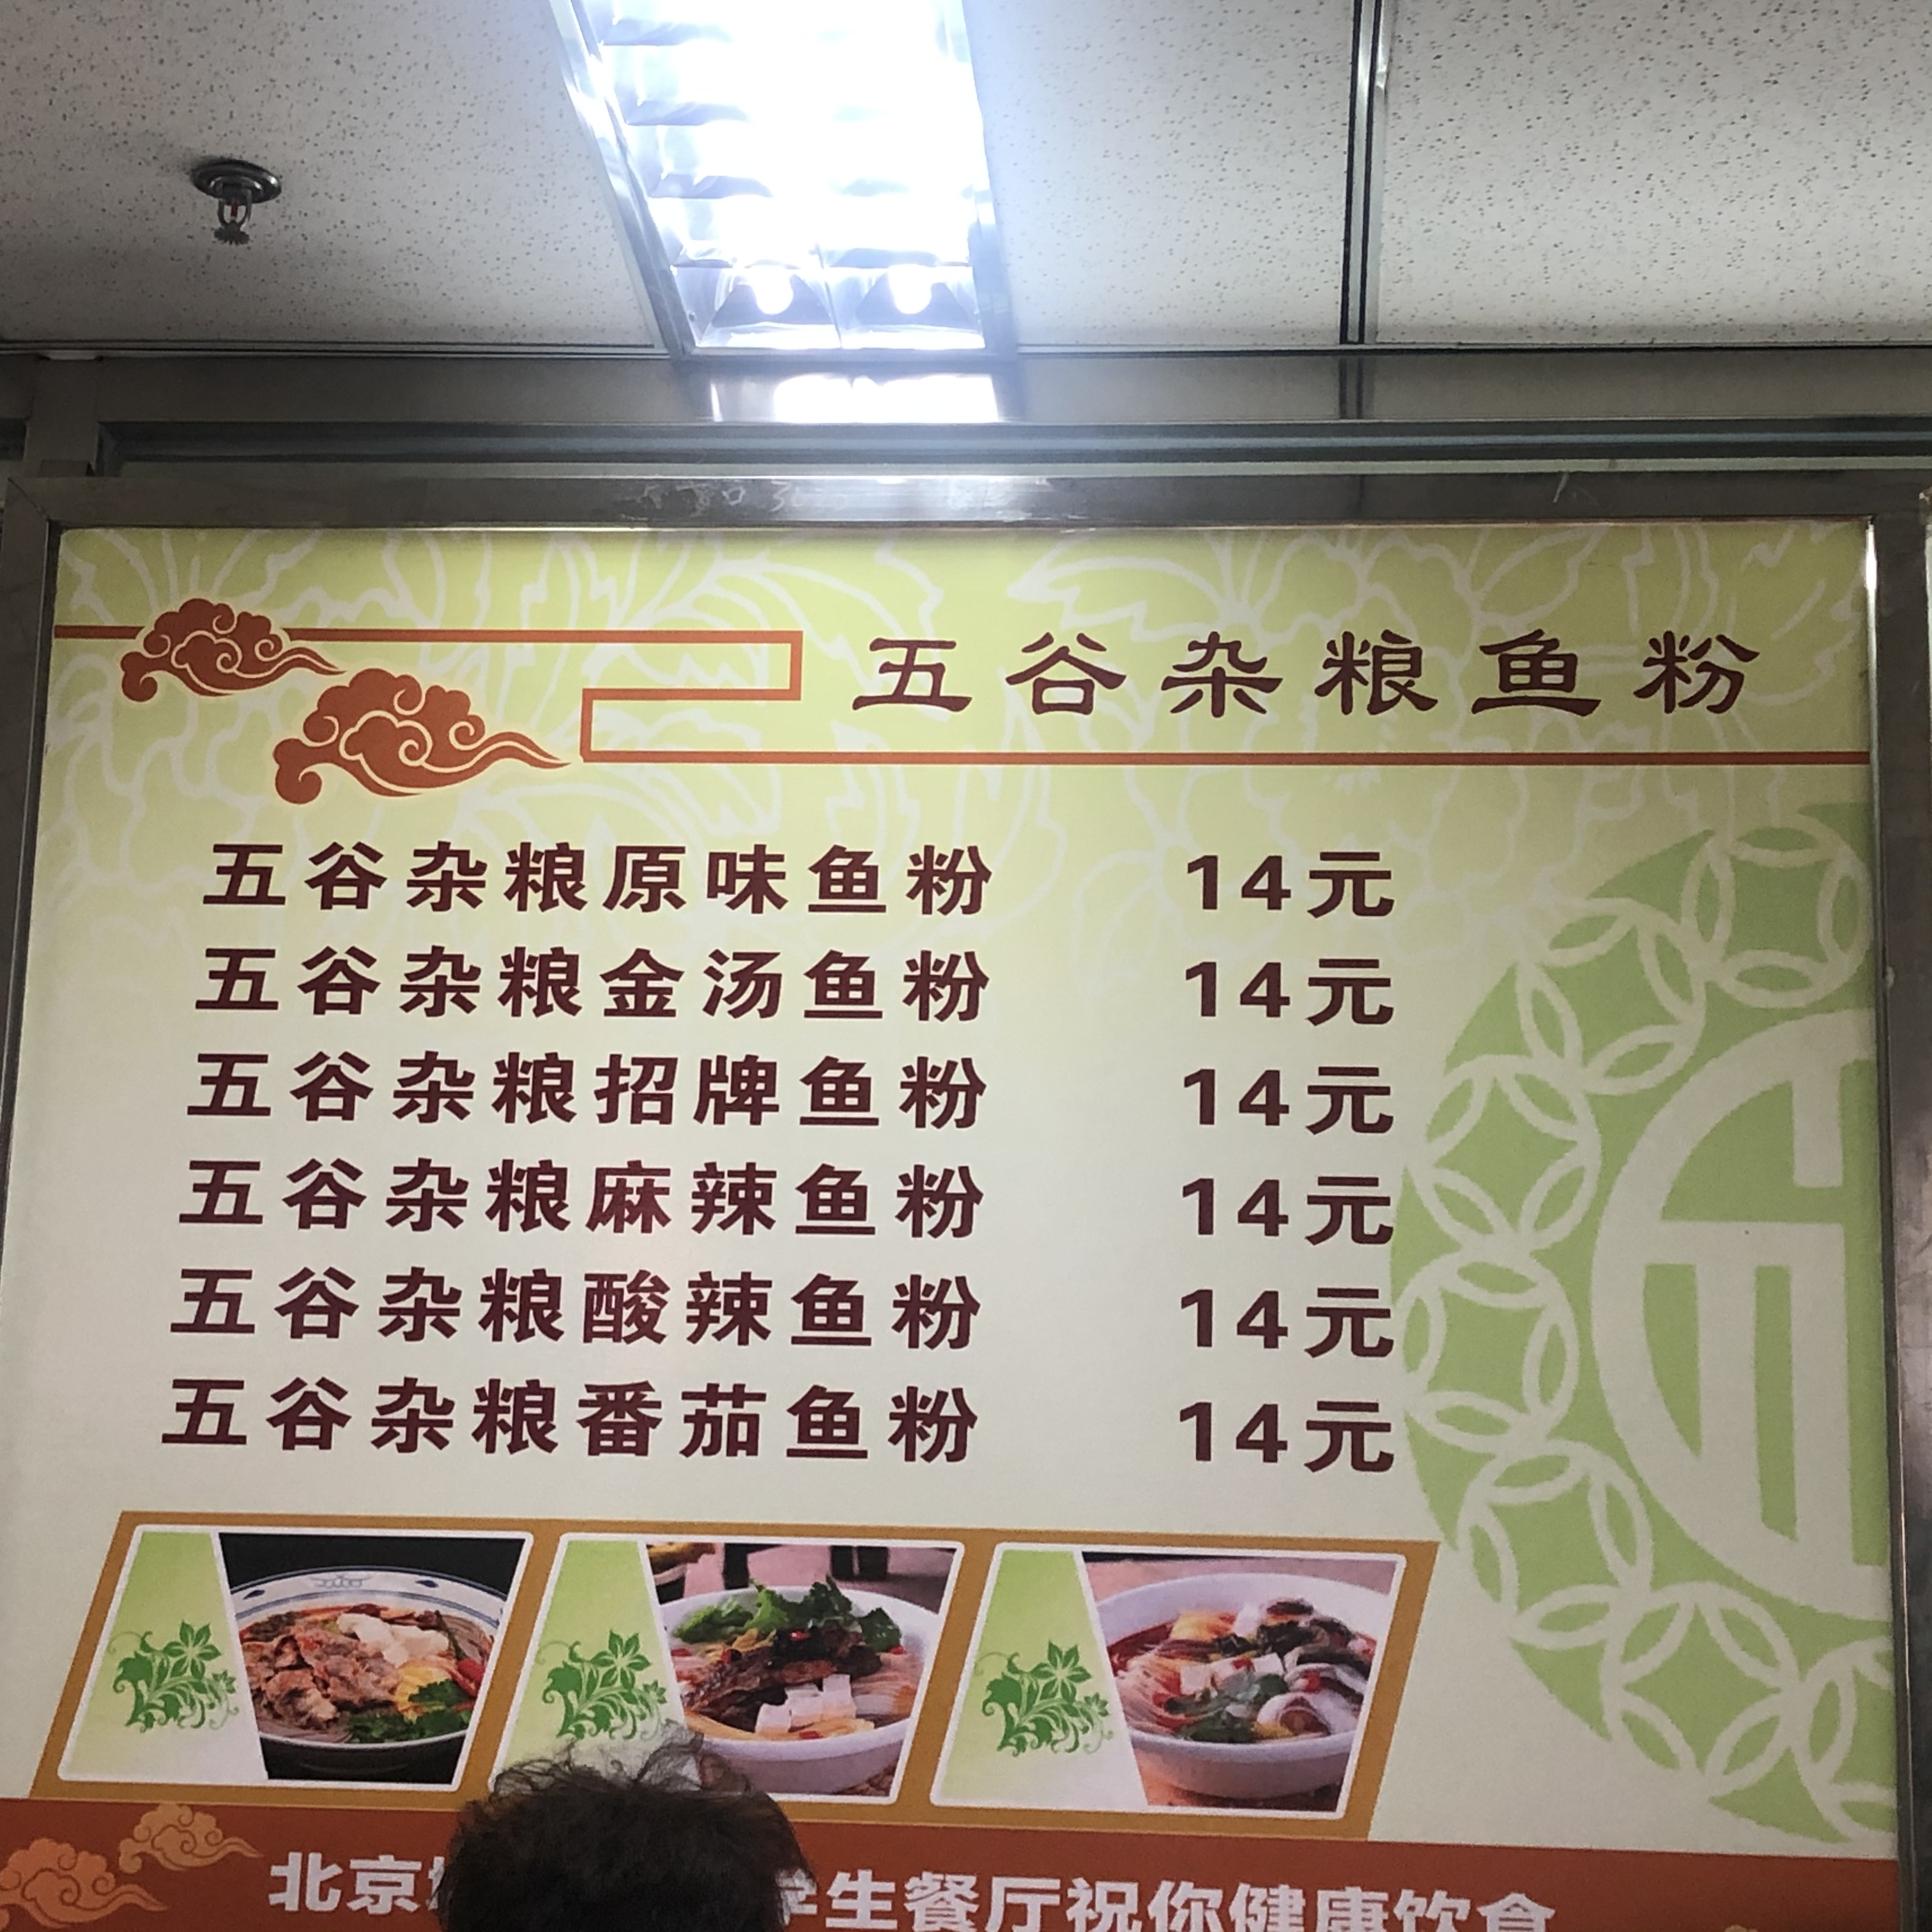 五谷杂粮鱼粉
五谷杂粮原味鱼粉 14元
五谷杂粮金汤鱼粉 14元
五谷杂粮招牌鱼粉 14元
五谷杂粮麻辣鱼粉 14元
五谷杂粮酸辣鱼粉 14元
五谷杂粮番茄鱼粉 14元
北京 学生餐厅祝你健康饮食